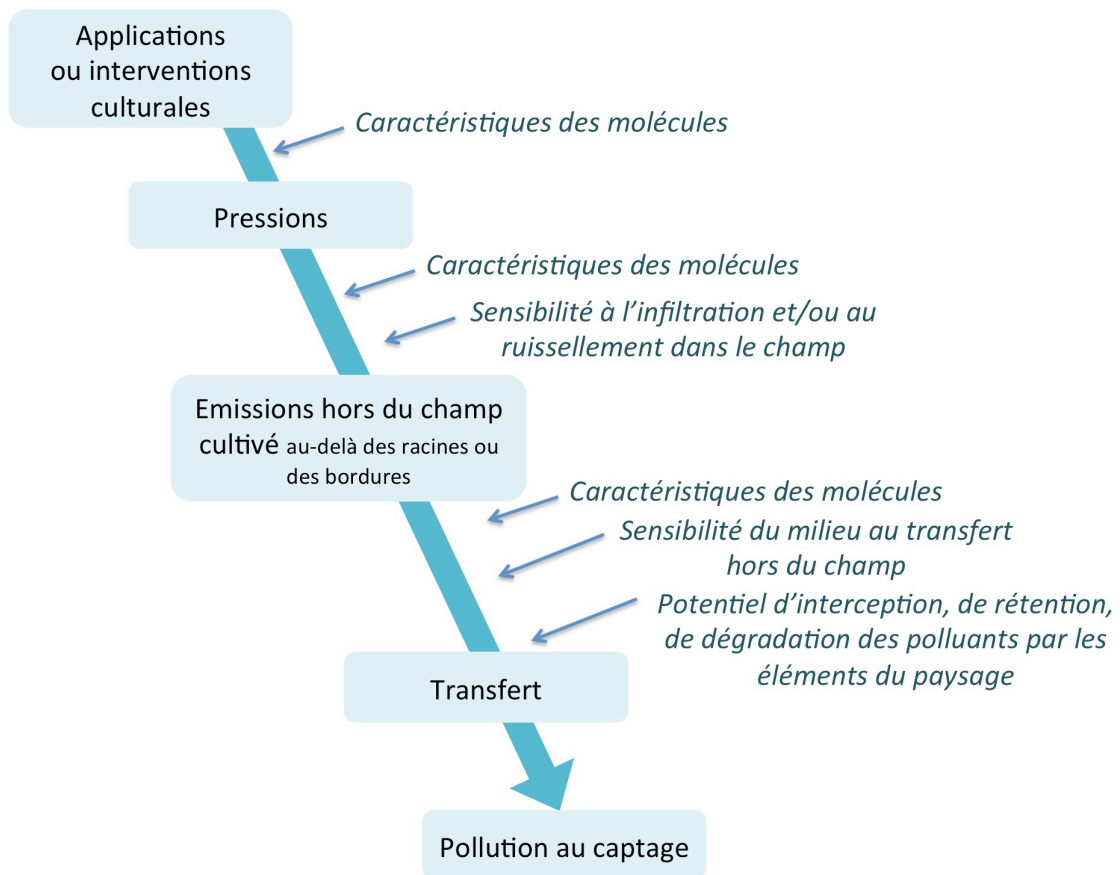 Applications
ou interventions
culturales
Caractéristiques des molécules
Pressions
Caractéristiques des molécules
Sensibilité à l’infiltration et/ou au
ruissellement dans le champ
Emissions hors du champ
cultivé au-delà des racines ou
des bordures
Caractéristiques des molécules
Sensibilité du milieu au transfert
hors du champ
Potentiel d’interception, de rétention,
de dégradation des polluants par les
éléments du paysage
Transfert
Pollution au captage